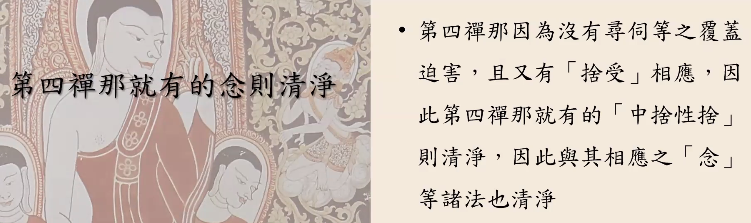 第四禪那就有的念則清淨
• 第四禪那因為沒有尋伺等之覆蓋
迫害，且又有「捨受」相應，因
此第四禪那就有的「中捨性捨」
則清淨，因此與其相應之「念」
等諸法也清淨